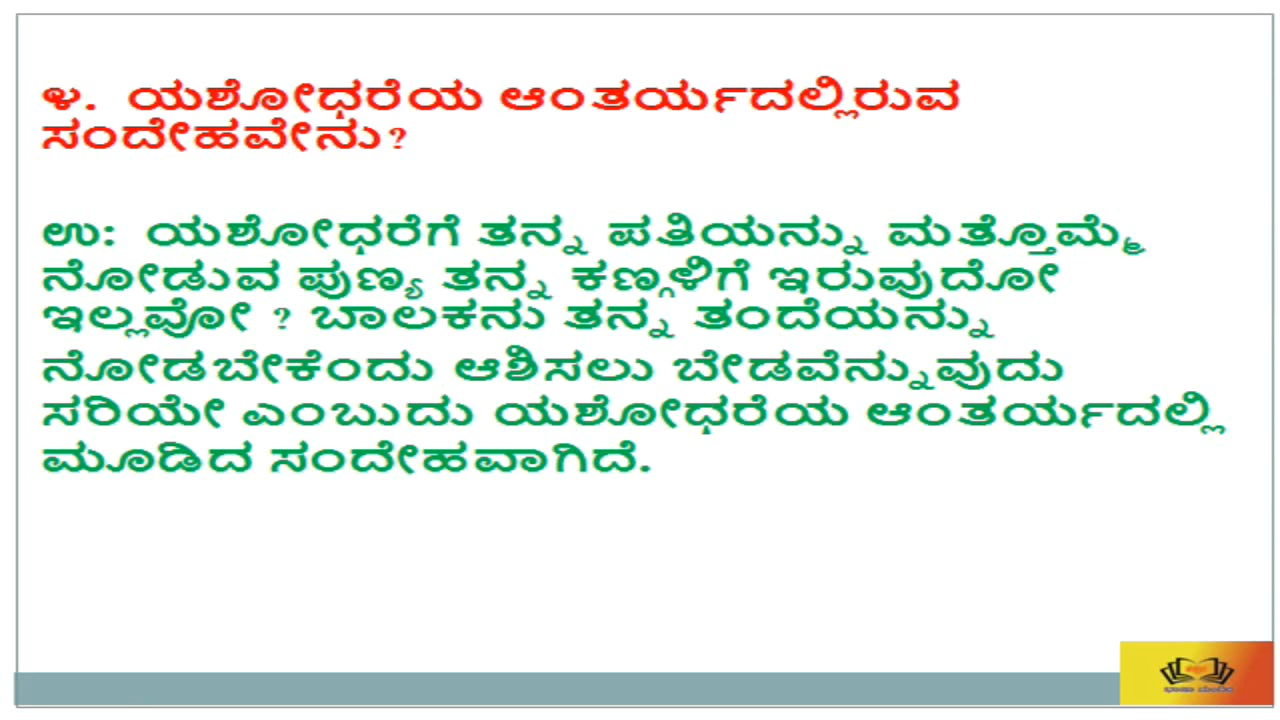 ೪. ಯಶೋಧರೆಯ ಆಂತರ್ಯದಲ್ಲಿರುವ
ಸಂದೇಹವೇನು?
ಉ: ಯಶೋಧರೆಗೆ ತನ್ನ ಪತಿಯನ್ನು ಮತ್ತೊಮ್ಮೆ
ನೋಡುವ ಪುಣ್ಯ ತನ್ನ ಕಣ್ಗಳಿಗೆ ಇರುವುದೋ
ಇಲ್ಲವೋ ? ಬಾಲಕನು ತನ್ನ ತಂದೆಯನ್ನು
ನೋಡಬೇಕೆಂದು ಆಶಿಸಲು ಬೇಡವೆನ್ನುವುದು
ಸರಿಯೇ ಎಂಬುದು ಯಶೋಧರೆಯ ಆಂತರ್ಯದಲ್ಲಿ
ಮೂಡಿದ ಸಂದೇಹವಾಗಿದೆ.